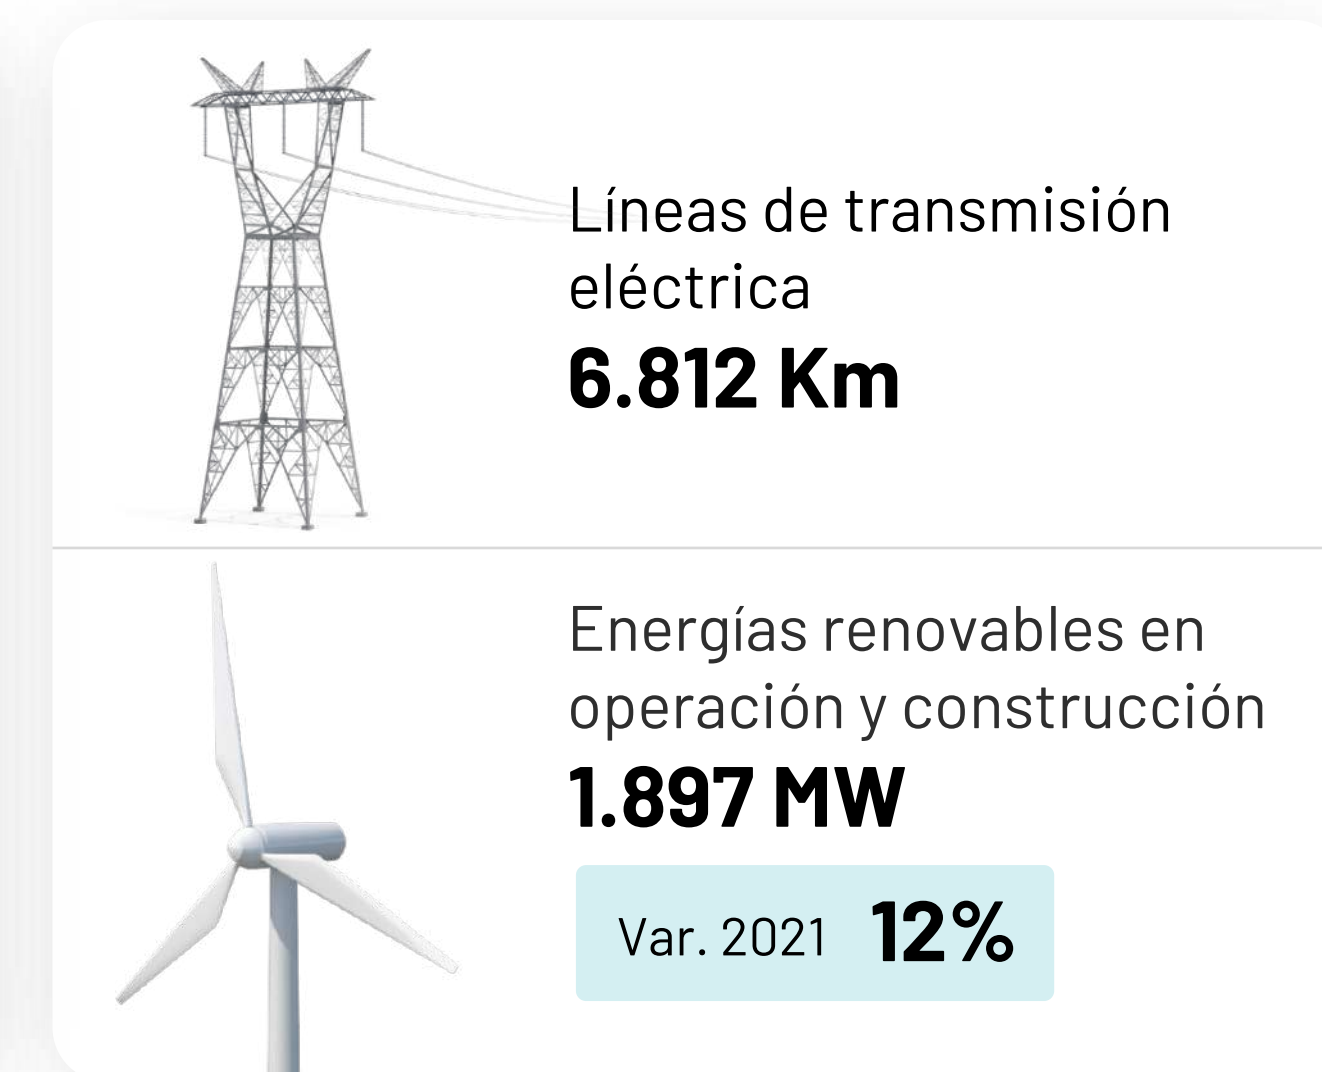 Líneas de transmisión
eléctrica
6.812 Km
Energías renovables en
operación y construcción
1.897 MW
Var. 2021 12%